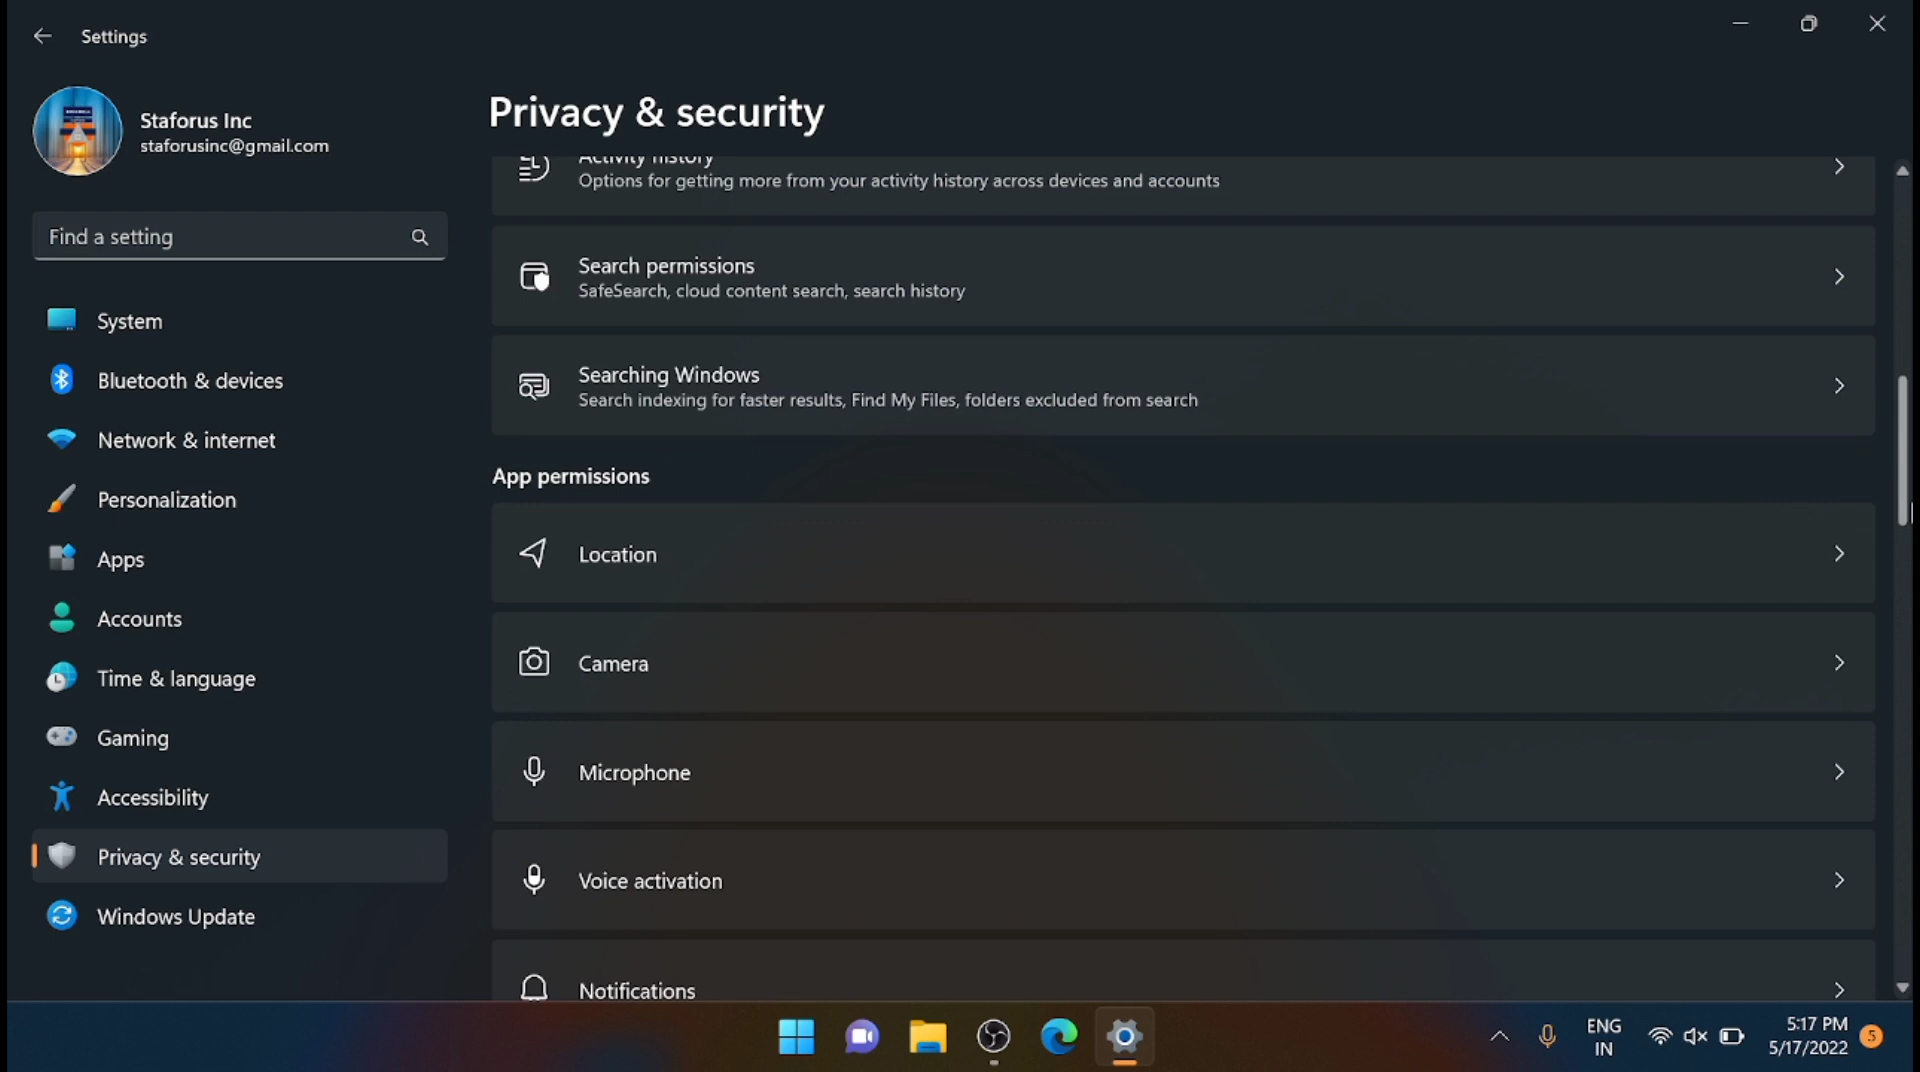 Settings
Staforus Inc
staforusinc@gmail.com
Find a setting
System
Bluetooth & devices
Network & internet
Personalization
Apps
Accounts
Time & language
Gaming
Accessibility
Privacy & security
Windows Update
Privacy & security
Activity history
Options for getting more from your activity history across devices and accounts
Search permissions
SafeSearch, cloud content search, search history
Searching Windows
Search indexing for faster results, Find My Files, folders excluded from search
App permissions
Location
Camera
Microphone
Voice activation
Notifications
ENG
IN
5:17 PM
5/17/2022
5